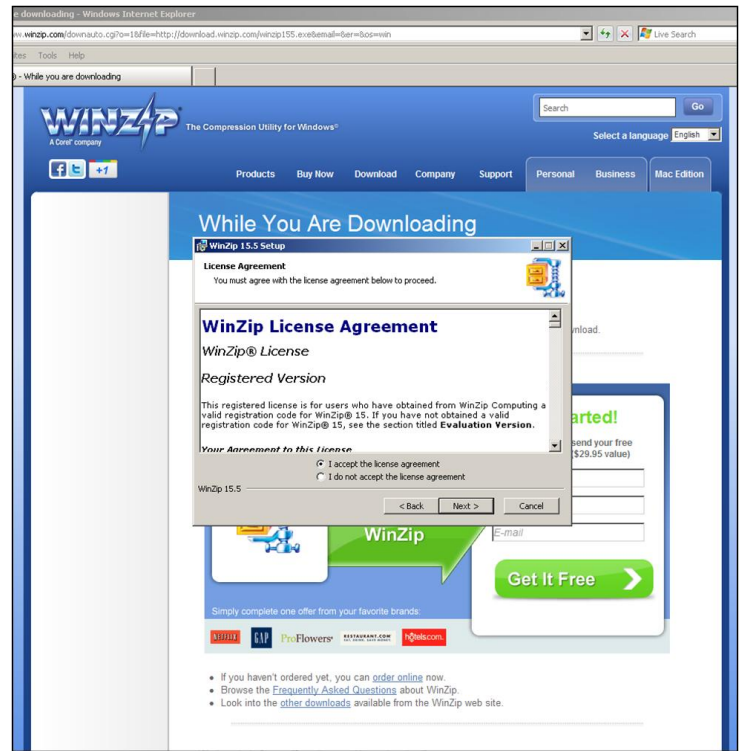 e downloading - Windows Internet Explorer
ww.winzip.com/downauto.cgi?o=1&file=http://download.winzip.com/winzip155.exe&email=&er=&os=win
Live Search
ites Tools Help
- While you are downloading
WINZIP
A Corel company
The Compression Utility for Windows®
Search
Go
Select a language English
f t +1
Products Buy Now Download Company Support Personal Business Mac Edition
While You Are Downloading
WinZip 15.5 Setup
License Agreement
You must agree with the license agreement below to proceed.
WinZip License Agreement
WinZip® License
Registered Version
This registered license is for users who have obtained from WinZip Computing a
valid registration code for WinZip® 15. If you have not obtained a valid
registration code for WinZip® 15, see the section titled Evaluation Version.
Your Agreement to this License
I accept the license agreement
I do not accept the license agreement
WinZip 15.5
< Back Next > Cancel
wnload.
arted!
send your free
($29.95 value)
E-mail
WinZip
Get It Free
Simply complete one offer from your favorite brands:
NETFLIX GAP ProFlowers RESTAURANT.COM hotels.com
If you haven't ordered yet, you can order online now.
Browse the Frequently Asked Questions about WinZip.
Look into the other downloads available from the WinZip web site.